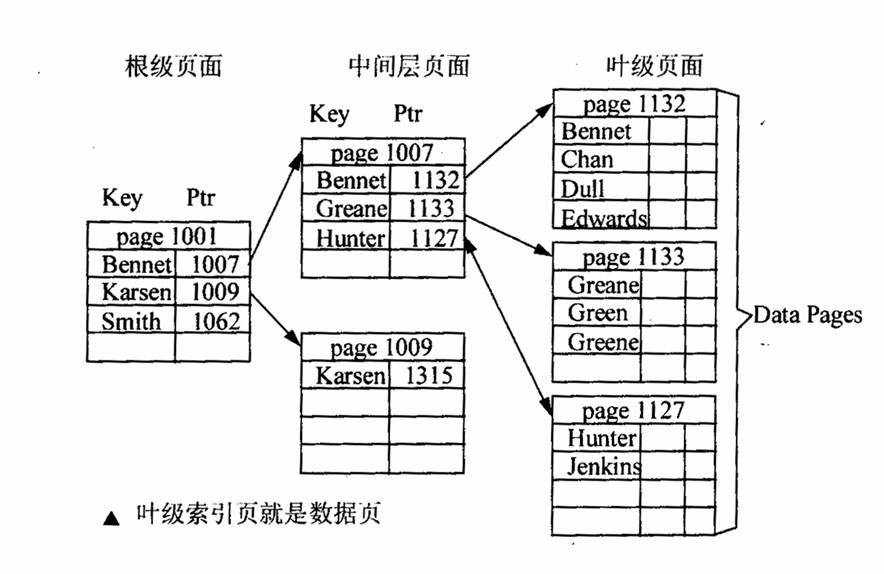 根级页面
中间层页面
叶级页面
Key Ptr
page 1001
Bennet 1007
Karsen 1009
Smith 1062
Key Ptr
page 1007
Bennet 1132
Greane 1133
Hunter 1127
page 1009
Karsen 1315
page 1132
Bennet
Chan
Dull
Edwards
page 1133
Greane
Green
Greene
page 1127
Hunter
Jenkins
Data Pages
▲ 叶级索引页就是数据页